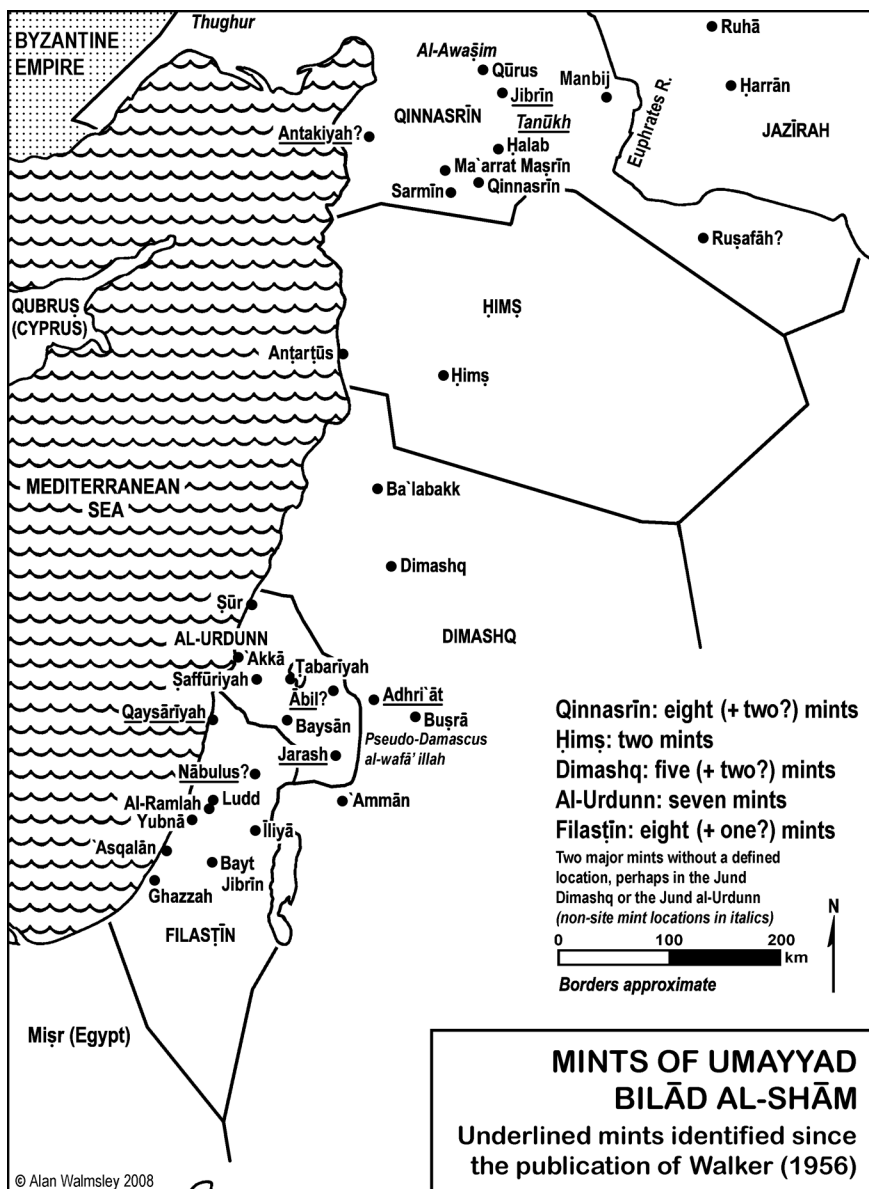 BYZANTINE
EMPIRE
Thughur
Ruhā
Al-Awaṣim
Qūrus
Manbij
Ḥarrān
Jibrīn
QINNASRĪN
Euphrates R.
JAZĪRAH
Tanūkh
Antakiyah?
Ḥalab
Ma`arrat Maṣrīn
Qinnasrīn
Sarmīn
Ruṣafāh?
QUBRUṢ
(CYPRUS)
ḤIMṢ
Anṭarṭūs
Ḥimṣ
MEDITERRANEAN
SEA
Ba`labakk
Dimashq
Ṣūr
AL-URDUNN
DIMASHQ
`Akkā
Ṭabarīyah
Ṣaffūriyah
Ābil?
Adhri`āt
Qaysārīyah
Baysān
Buṣrā
Pseudo-Damascus
al-wafā' illah
Jarash
Nābulus?
Al-Ramlah
Ludd
`Ammān
Yubnā
Īliyā
`Asqalān
Bayt
Jibrīn
Ghazzah
FILASṬĪN
Miṣr (Egypt)
Qinnasrīn: eight (+ two?) mints
Ḥimṣ: two mints
Dimashq: five (+ two?) mints
Al-Urdunn: seven mints
Filasṭīn: eight (+ one?) mints
Two major mints without a defined
location, perhaps in the Jund
Dimashq or the Jund al-Urdunn
(non-site mint locations in italics)
N
0 100 200
km
Borders approximate
MINTS OF UMAYYAD
BILĀD AL-SHĀM
Underlined mints identified since
the publication of Walker (1956)
© Alan Walmsley 2008